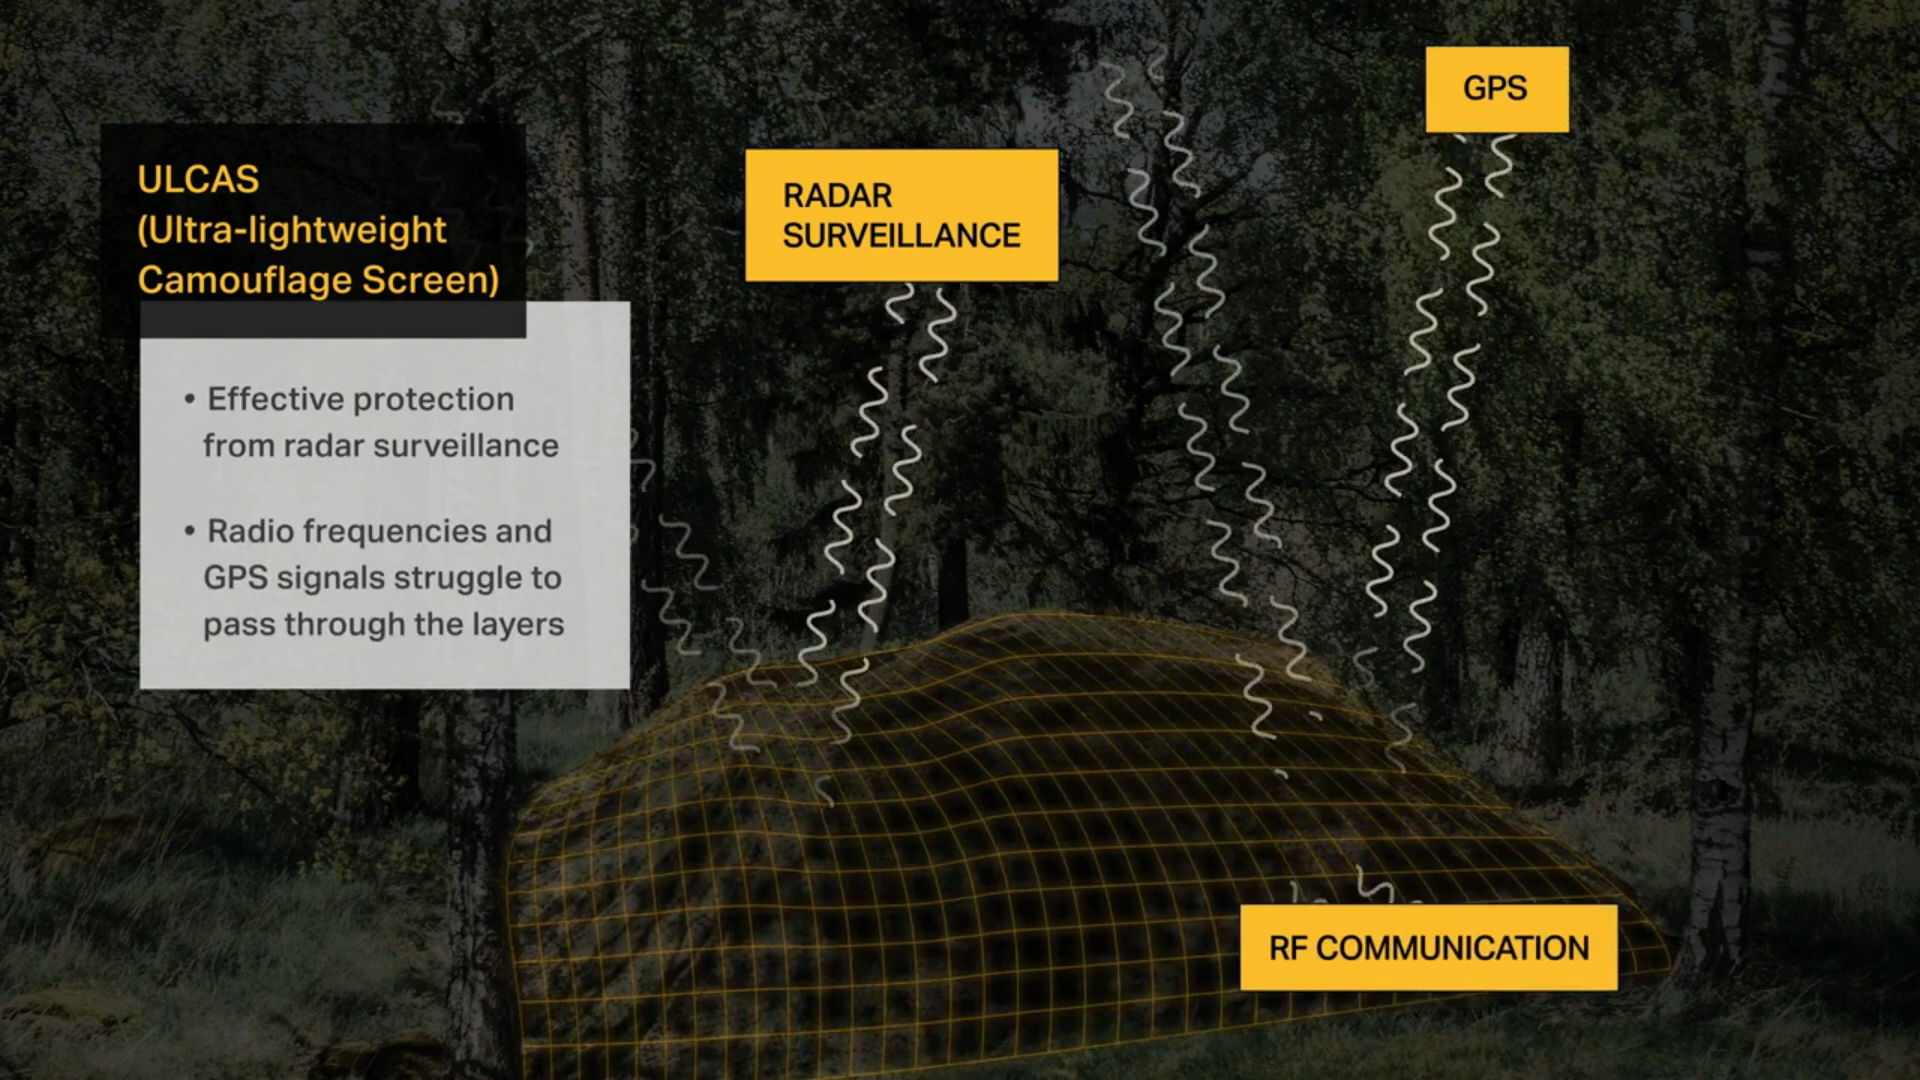 ULCAS
(Ultra-lightweight
Camouflage Screen)
• Effective protection
from radar surveillance
• Radio frequencies and
GPS signals struggle to
pass through the layers
RADAR
SURVEILLANCE
GPS
RF COMMUNICATION